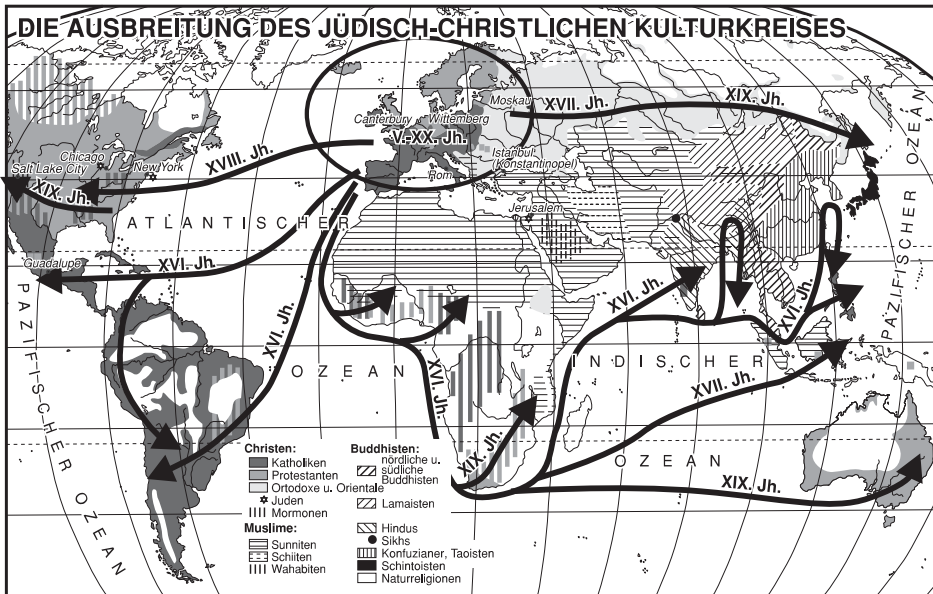 DIE AUSBREITUNG DES JÜDISCH-CHRISTLICHEN KULTURKREISES
Moskau
XVII. Jh.
XIX. Jh.
Canterbury
Wittemberg
V.-XX. Jh.
Chicago
Salt Lake City
New York
XVIII. Jh.
Istanbul
(Konstantinopel)
Rom
XIX. Jh.
Jerusalem
ATLANTISCHER
OZEAN
Guadalupe
XVI. Jh.
XVI. Jh.
XVI. Jh.
XVI. Jh.
XVI. Jh.
PAZIFISCHER OZEAN
PAZIFISCHER OZEAN
INDISCHER
OZEAN
XVII. Jh.
XIX. Jh.
XIX. Jh.
Christen:
Katholiken
Protestanten
Ortodoxe u. Orientale
Juden
Mormonen
Muslime:
Sunniten
Schiiten
Wahabiten
Buddhisten:
nördliche u.
südliche
Buddhisten
Lamaisten
Hindus
Sikhs
Konfuzianer, Taoisten
Schintoisten
Naturreligionen